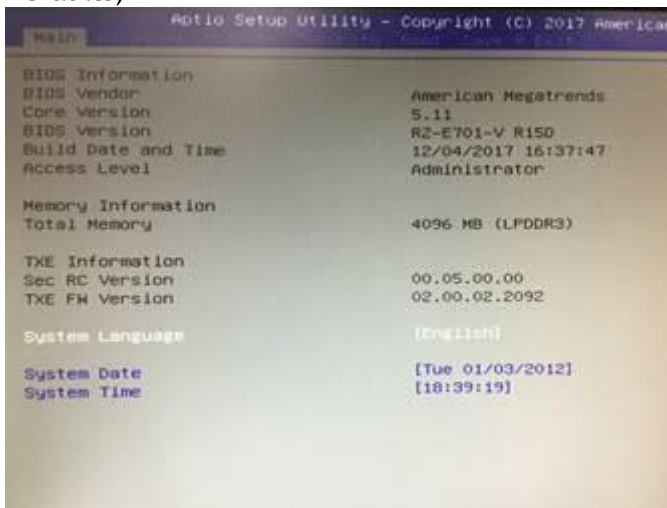 Aptio Setup Utility – Copyright (C) 2017 American
Main
BIOS Information
BIOS Vendor American Megatrends
Core Version 5.11
BIOS Version RZ-E701-V R15D
Build Date and Time 12/04/2017 16:37:47
Access Level Administrator
Memory Information
Total Memory 4096 MB (LPDDR3)
TXE Information
Sec RC Version 00.05.00.00
TXE FW Version 02.00.02.2092
System Language [English]
System Date [Tue 01/03/2012]
System Time [18:39:19]